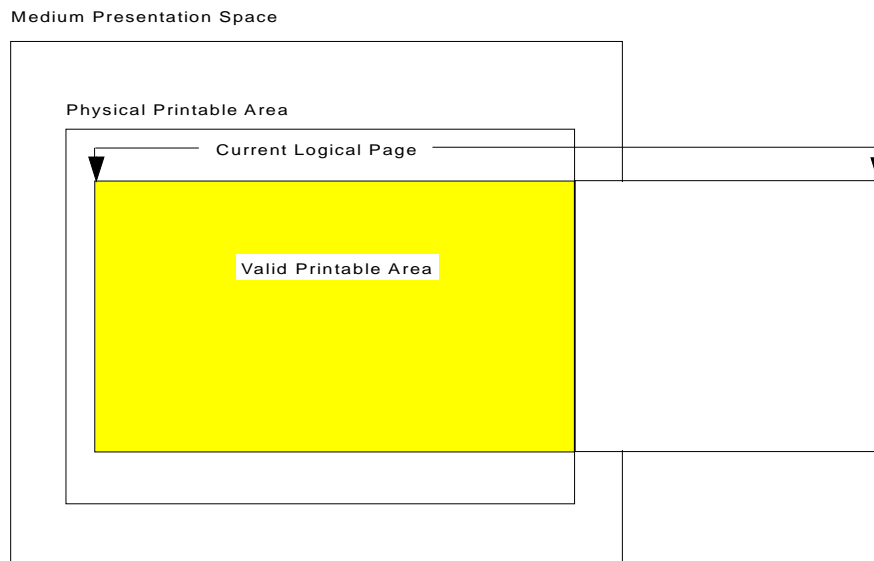 Medium Presentation Space
Physical Printable Area
Current Logical Page
Valid Printable Area